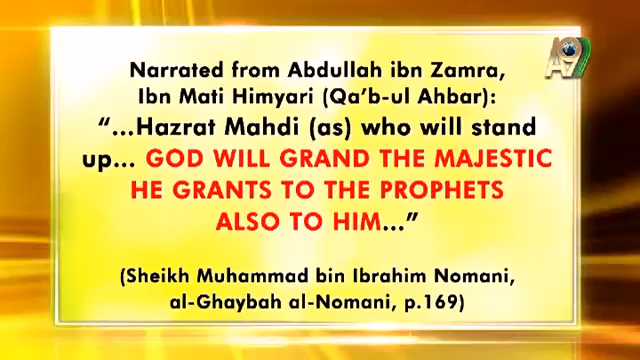 A9
Narrated from Abdullah ibn Zamra,
Ibn Mati Himyari (Qa’b-ul Ahbar):
“...Hazrat Mahdi (as) who will stand
up... GOD WILL GRAND THE MAJESTIC
HE GRANTS TO THE PROPHETS
ALSO TO HIM...”
(Sheikh Muhammad bin Ibrahim Nomani,
al-Ghaybah al-Nomani, p.169)